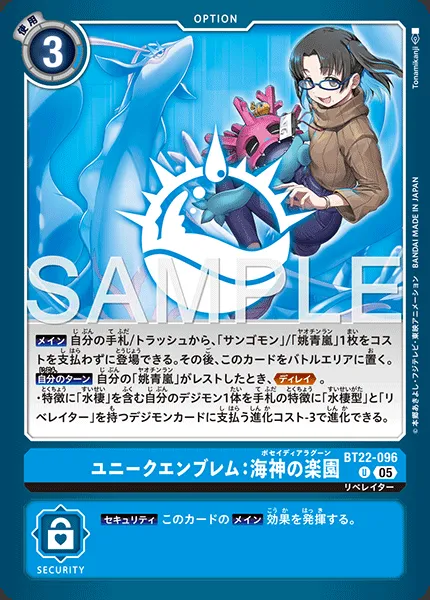 OPTION
使用
3
Tonamikanji
BANDAI MADE IN JAPAN
©本郷あきよし・フジテレビ・東映アニメーション
SAMPLE
メイン 自分の手札/トラッシュから、「サンゴモン」/「姚青嵐」1枚をコス
トを支払わずに登場できる。その後、このカードをバトルエリアに置く。
自分のターン 自分の「姚青嵐」がレストしたとき、ディレイ。
・特徴に「水棲」を含む自分のデジモン1体を手札の特徴に「水棲型」と「リ
ベレイター」を持つデジモンカードに支払う進化コスト-3で進化できる。
ポセイディアラグーン
ユニークエンブレム:海神の楽園
BT22-096
U 05
リベレイター
セキュリティ このカードの メイン 効果を発揮する。
SECURITY